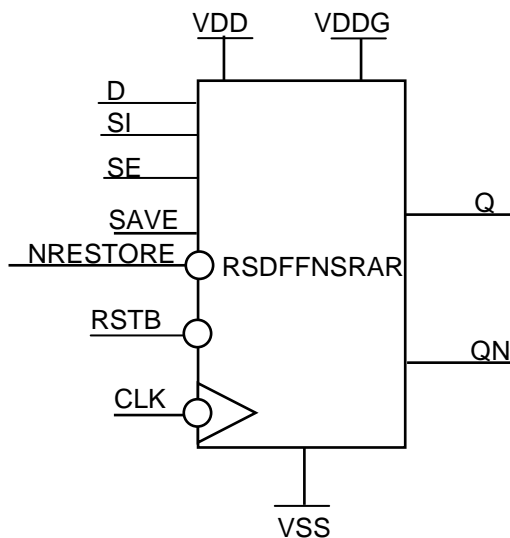 VDD
VDDG
D
SI
SE
SAVE
NRESTORE
RSDFFNSRAR
RSTB
CLK
Q
QN
VSS